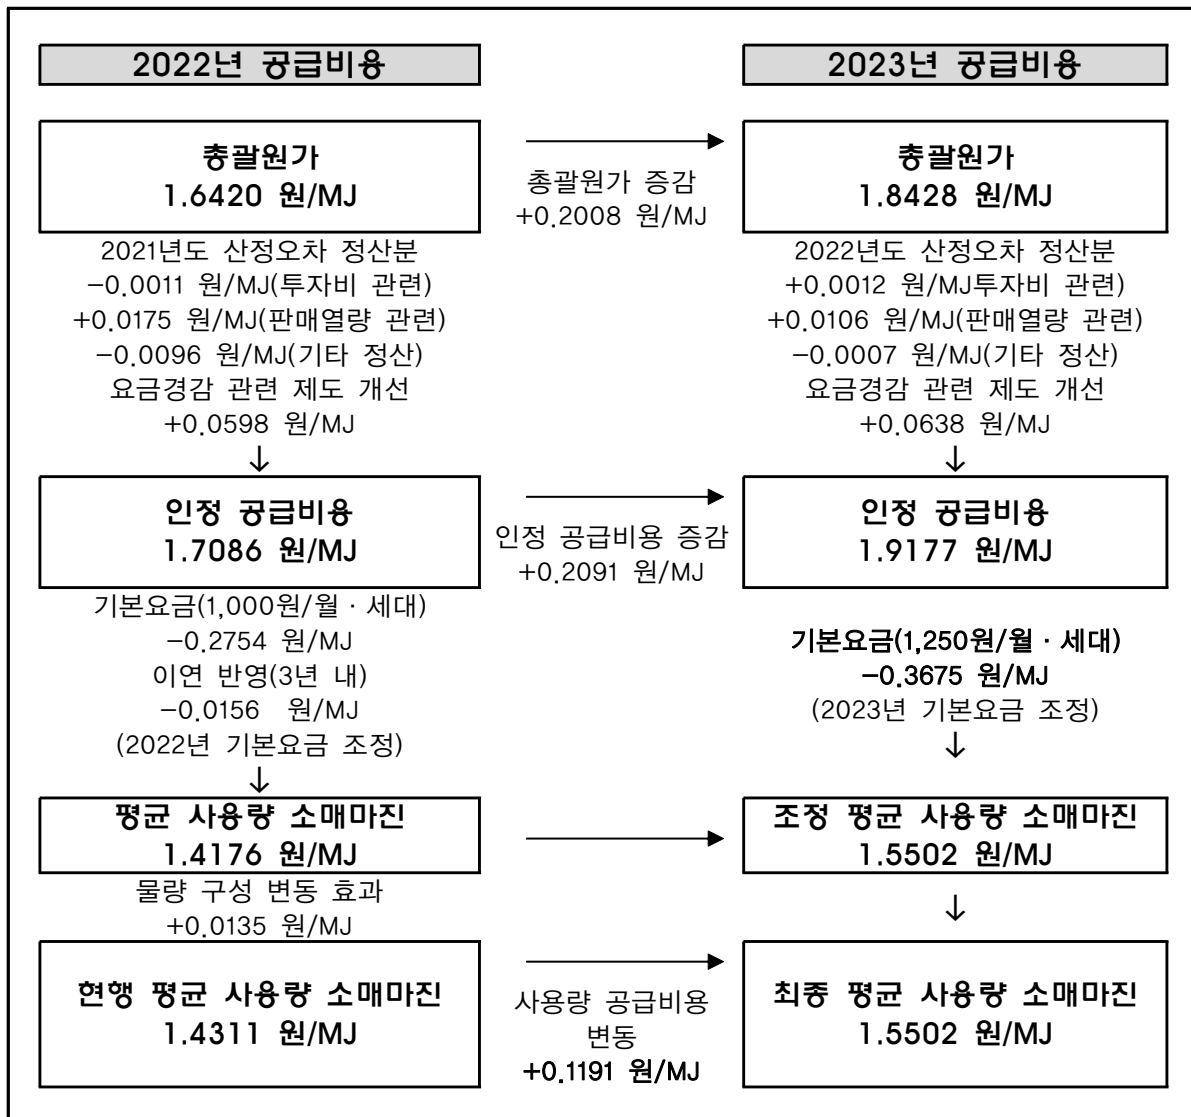 2022년 공급비용
2023년 공급비용
총괄원가
1.6420 원/MJ
총괄원가 증감
+0.2008 원/MJ
총괄원가
1.8428 원/MJ
2021년도 산정오차 정산분
-0.0011 원/MJ(투자비 관련)
+0.0175 원/MJ(판매열량 관련)
-0.0096 원/MJ(기타 정산)
요금경감 관련 제도 개선
+0.0598 원/MJ
↓
2022년도 산정오차 정산분
+0.0012 원/MJ투자비 관련)
+0.0106 원/MJ(판매열량 관련)
-0.0007 원/MJ(기타 정산)
요금경감 관련 제도 개선
+0.0638 원/MJ
↓
인정 공급비용
1.7086 원/MJ
인정 공급비용 증감
+0.2091 원/MJ
인정 공급비용
1.9177 원/MJ
기본요금(1,000원/월 · 세대)
-0.2754 원/MJ
이연 반영(3년 내)
-0.0156 원/MJ
(2022년 기본요금 조정)
↓
기본요금(1,250원/월 · 세대)
-0.3675 원/MJ
(2023년 기본요금 조정)
↓
평균 사용량 소매마진
1.4176 원/MJ
조정 평균 사용량 소매마진
1.5502 원/MJ
물량 구성 변동 효과
+0.0135 원/MJ
↓
현행 평균 사용량 소매마진
1.4311 원/MJ
사용량 공급비용
변동
+0.1191 원/MJ
최종 평균 사용량 소매마진
1.5502 원/MJ